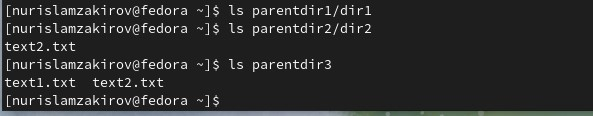 [nurislamzakirov@fedora ~]$ ls parentdir1/dir1
[nurislamzakirov@fedora ~]$ ls parentdir2/dir2
text2.txt
[nurislamzakirov@fedora ~]$ ls parentdir3
text1.txt  text2.txt
[nurislamzakirov@fedora ~]$